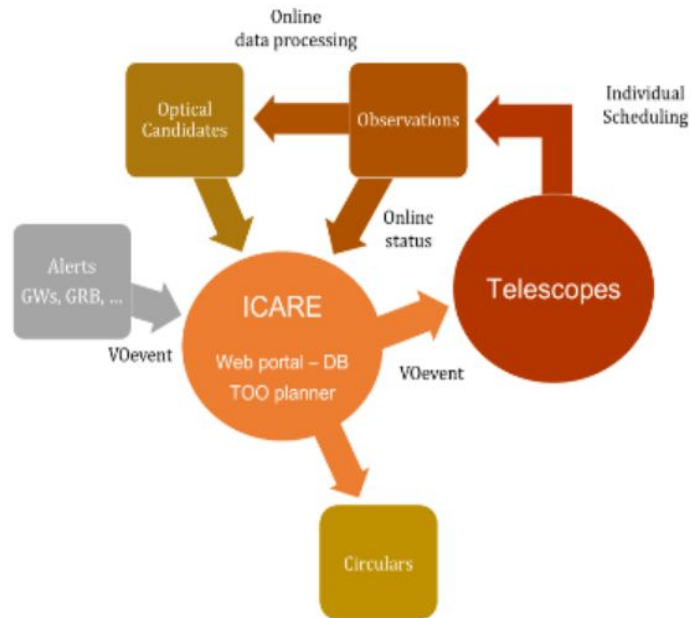 Online
data processing
Optical
Candidates
Observations
Individual
Scheduling
Online
status
Alerts
GWs, GRB, ...
VOevent
ICARE
Web portal – DB
TOO planner
VOevent
Telescopes
Circulars